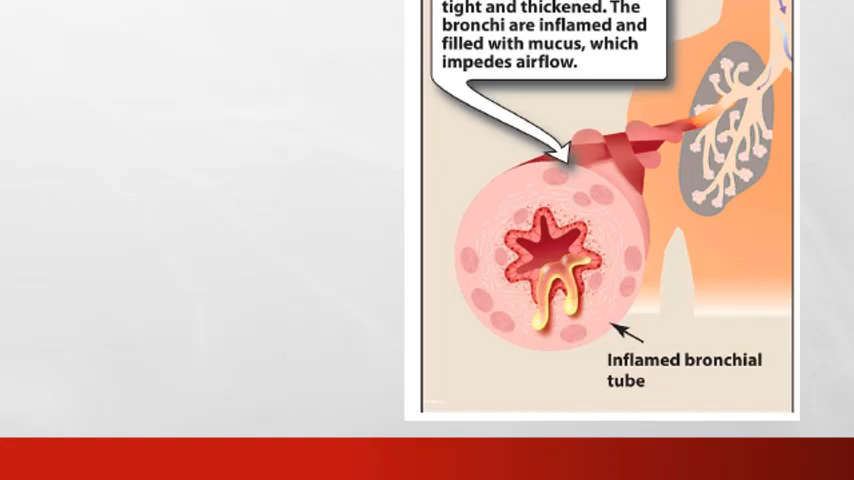 tight and thickened. The
bronchi are inflamed and
filled with mucus, which
impedes airflow.
Inflamed bronchial
tube